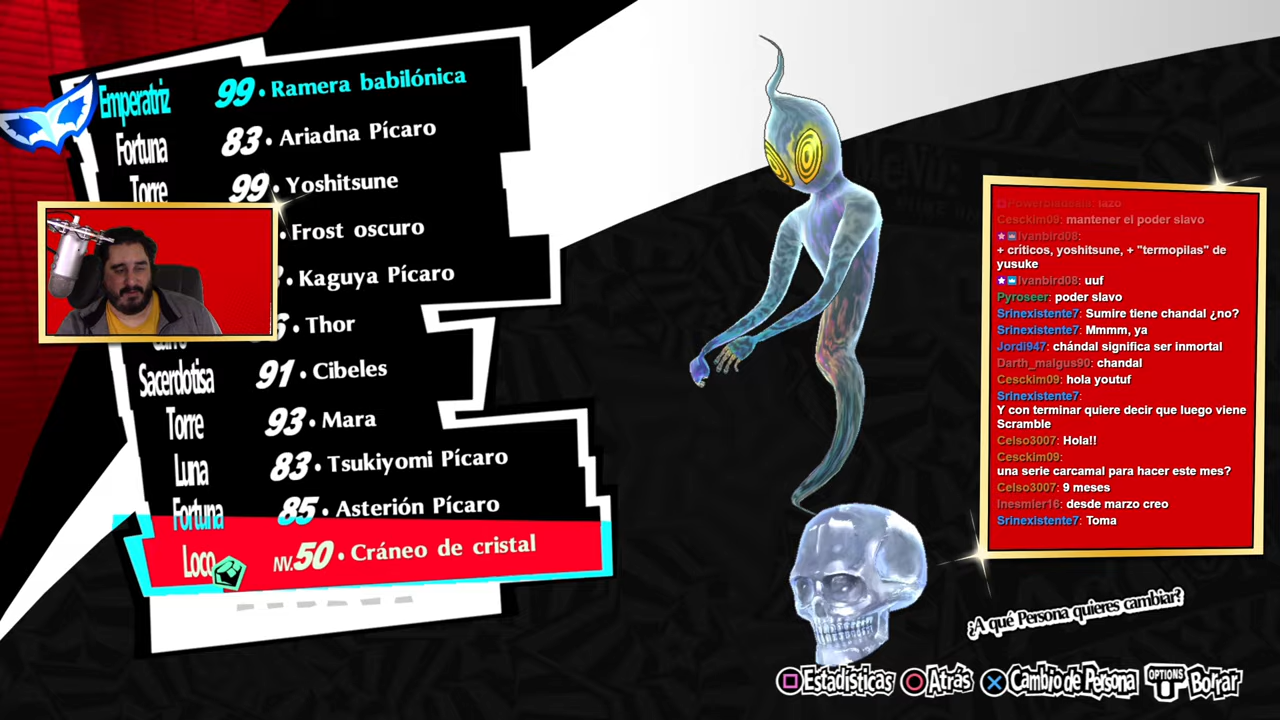 Emperatriz 99 • Ramera babilónica
Fortuna 83 • Ariadna Pícaro
Torre 99 • Yoshitsune
• Frost oscuro
• Kaguya Pícaro
• Thor
Sacerdotisa 91 • Cibeles
Torre 93 • Mara
Luna 83 • Tsukiyomi Pícaro
Fortuna 85 • Asterión Pícaro
Loco NV. 50 • Cráneo de cristal
Cesckim09: mantener el poder siavo
Ivanbird08:
+ criticos, yoshitsune, + "termopilas" de
yusuke
Ivanbird08: uuf
Pyroseer: poder siavo
Srinexistente7: Sumire tiene chandal ¿no?
Srinexistente7: Mmmm, ya
Jordi947: chándal significa ser inmortal
Darth_malgus90: chandal
Cesckim09: hola youtuf
Srinexistente7:
Y con terminar quiere decir que luego viene
Scramble
Celso3007: Hola!!
Cesckim09:
una serie carcamal para hacer este mes?
Celso3007: 9 meses
Inesmier16: desde marzo creo
Srinexistente7: Toma
¿A qué Persona quieres cambiar?
Estadísticas Atrás Cambio de Persona OPTIONS Borrar